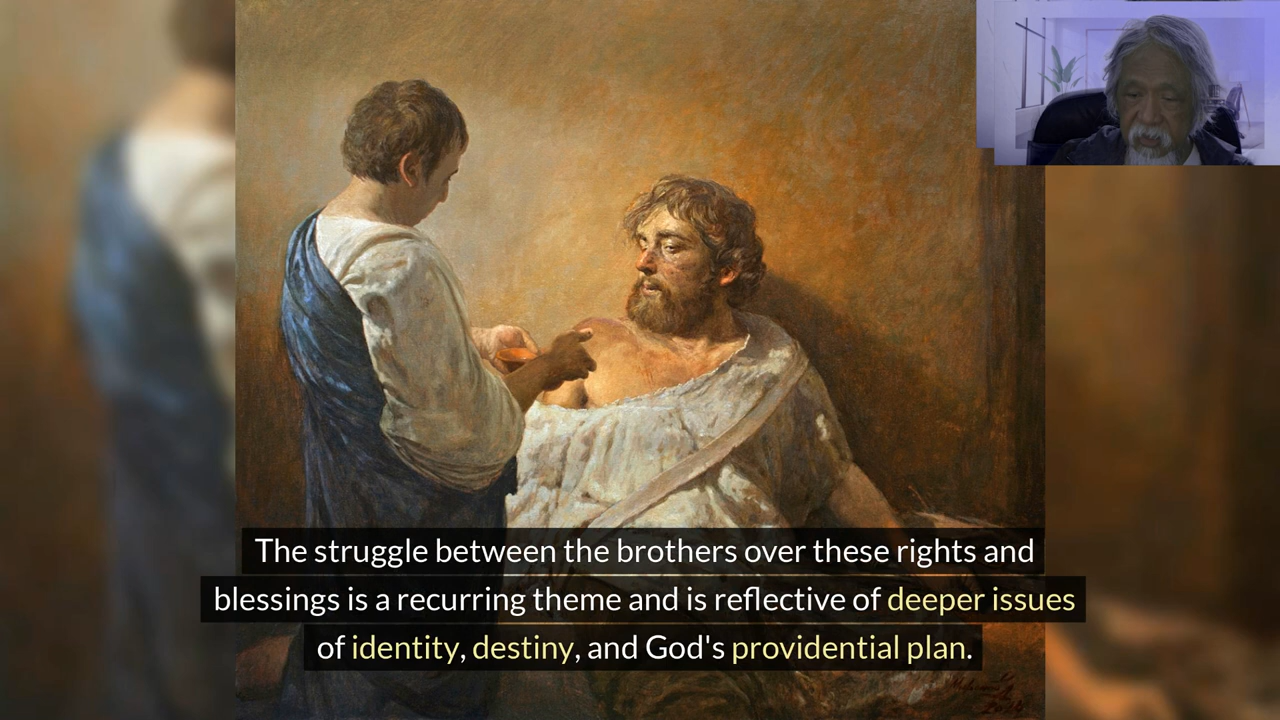 The struggle between the brothers over these rights and
blessings is a recurring theme and is reflective of deeper issues
of identity, destiny, and God's providential plan.